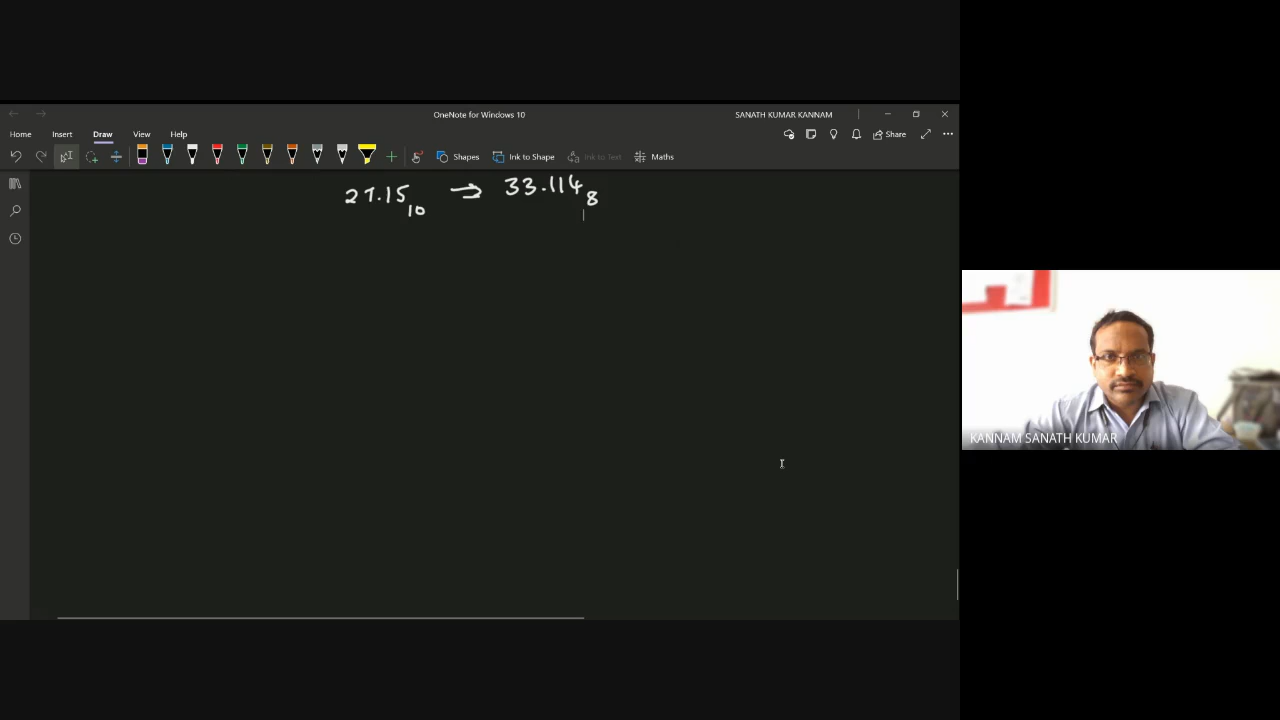 OneNote for Windows 10
SANATH KUMAR KANNAM
Home Insert Draw View Help
Share
Shapes Ink to Shape Ink to Text Maths
27.15₁₀ → 33.114₈
KANNAM SANATH KUMAR